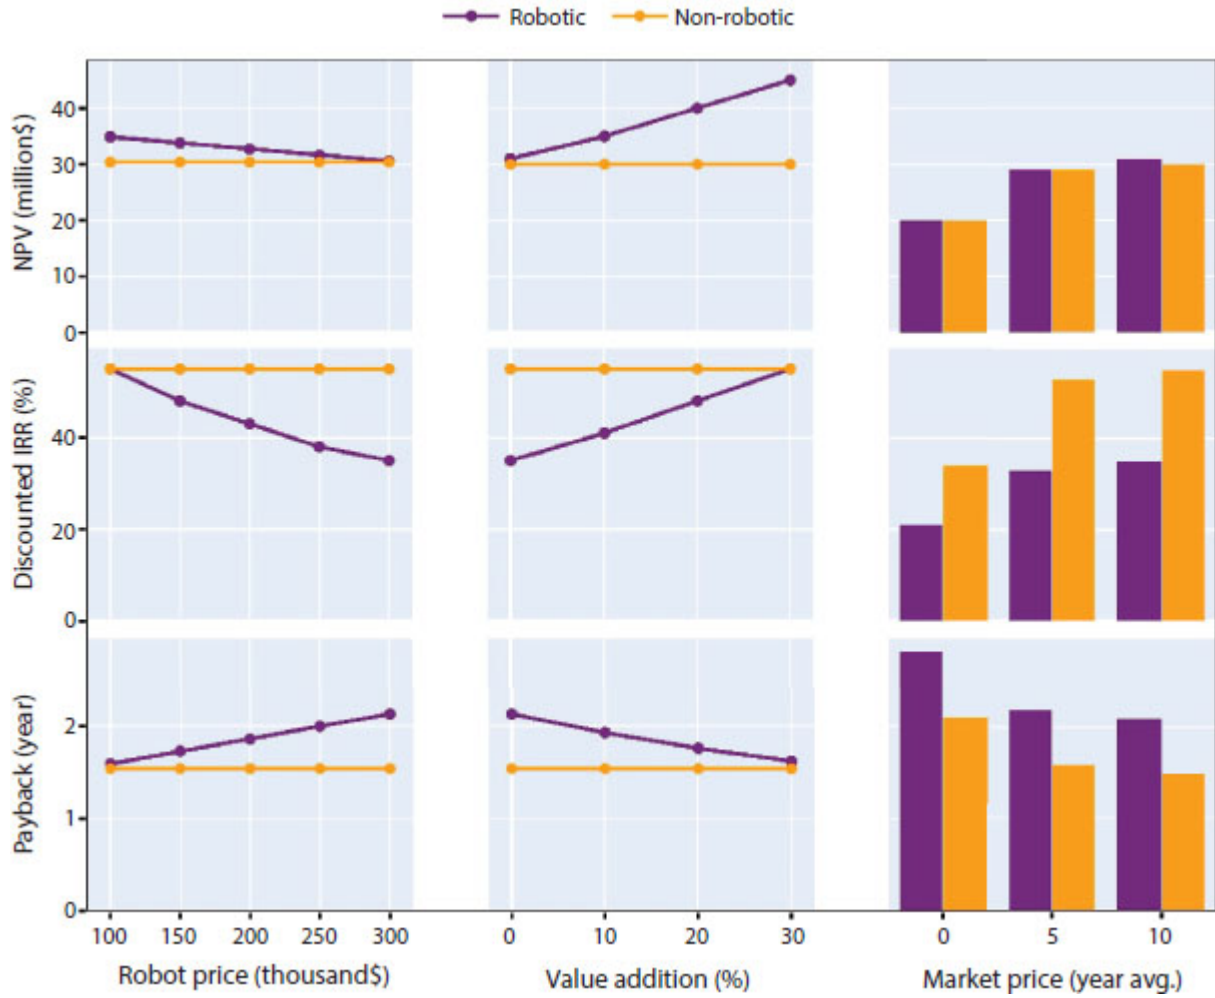 Robotic Non-robotic
NPV (million$)
40
30
20
10
0
Discounted IRR (%)
40
20
0
Payback (year)
2
1
0
100 150 200 250 300 0 10 20 30 0 5 10
Robot price (thousand$) Value addition (%) Market price (year avg.)